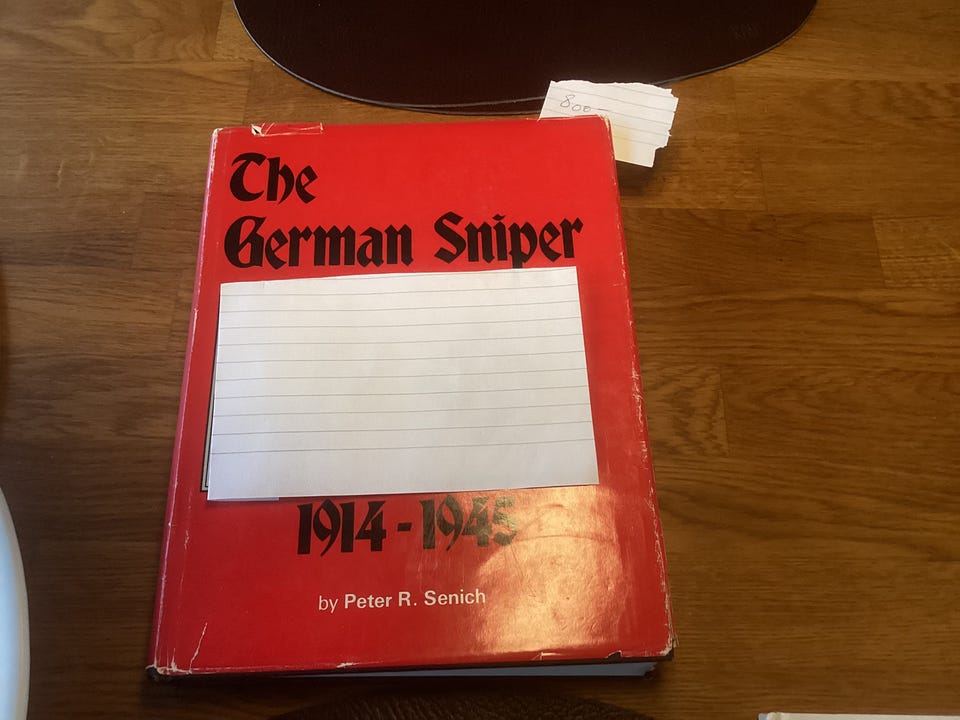 800-
The
German Sniper
1914-1945
by Peter R. Senich